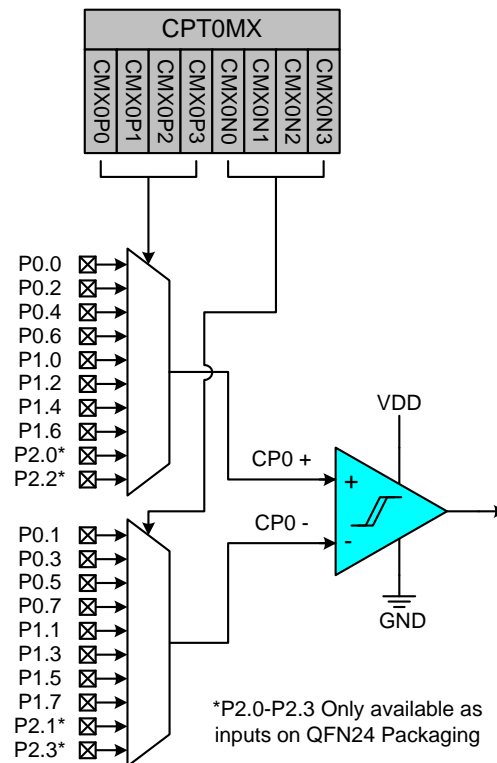 CPT0MX
CMX0P0
CMX0P1
CMX0P2
CMX0P3
CMX0N0
CMX0N1
CMX0N2
CMX0N3
P0.0
P0.2
P0.4
P0.6
P1.0
P1.2
P1.4
P1.6
P2.0*
P2.2*
VDD
CP0 +
+
CP0 -
-
GND
P0.1
P0.3
P0.5
P0.7
P1.1
P1.3
P1.5
P1.7
P2.1*
P2.3*
*P2.0-P2.3 Only available as
inputs on QFN24 Packaging